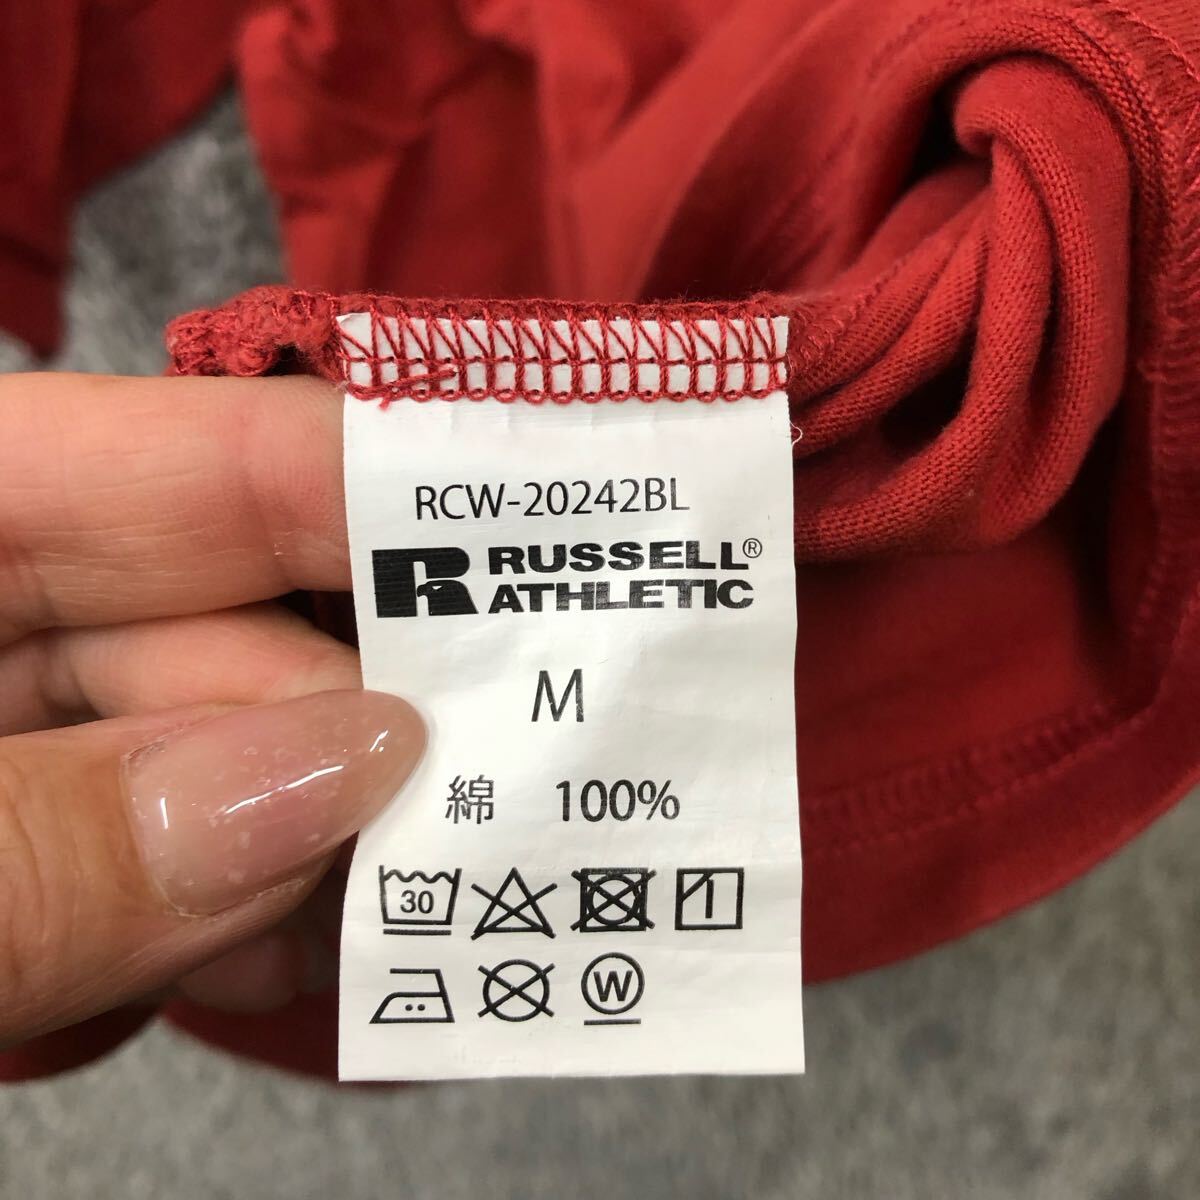 RCW-20242BL
RUSSELL®
ATHLETIC
M
綿 100%
30
W